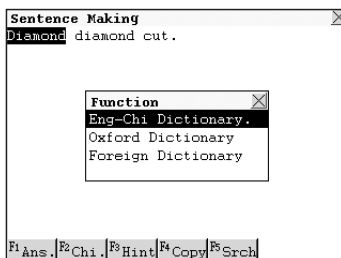 Sentence Making
Diamond diamond cut.
Function
Eng-Chi Dictionary.
Oxford Dictionary
Foreign Dictionary
F1 Ans. F2 Chi. F3 Hint F4 Copy F5 Srch